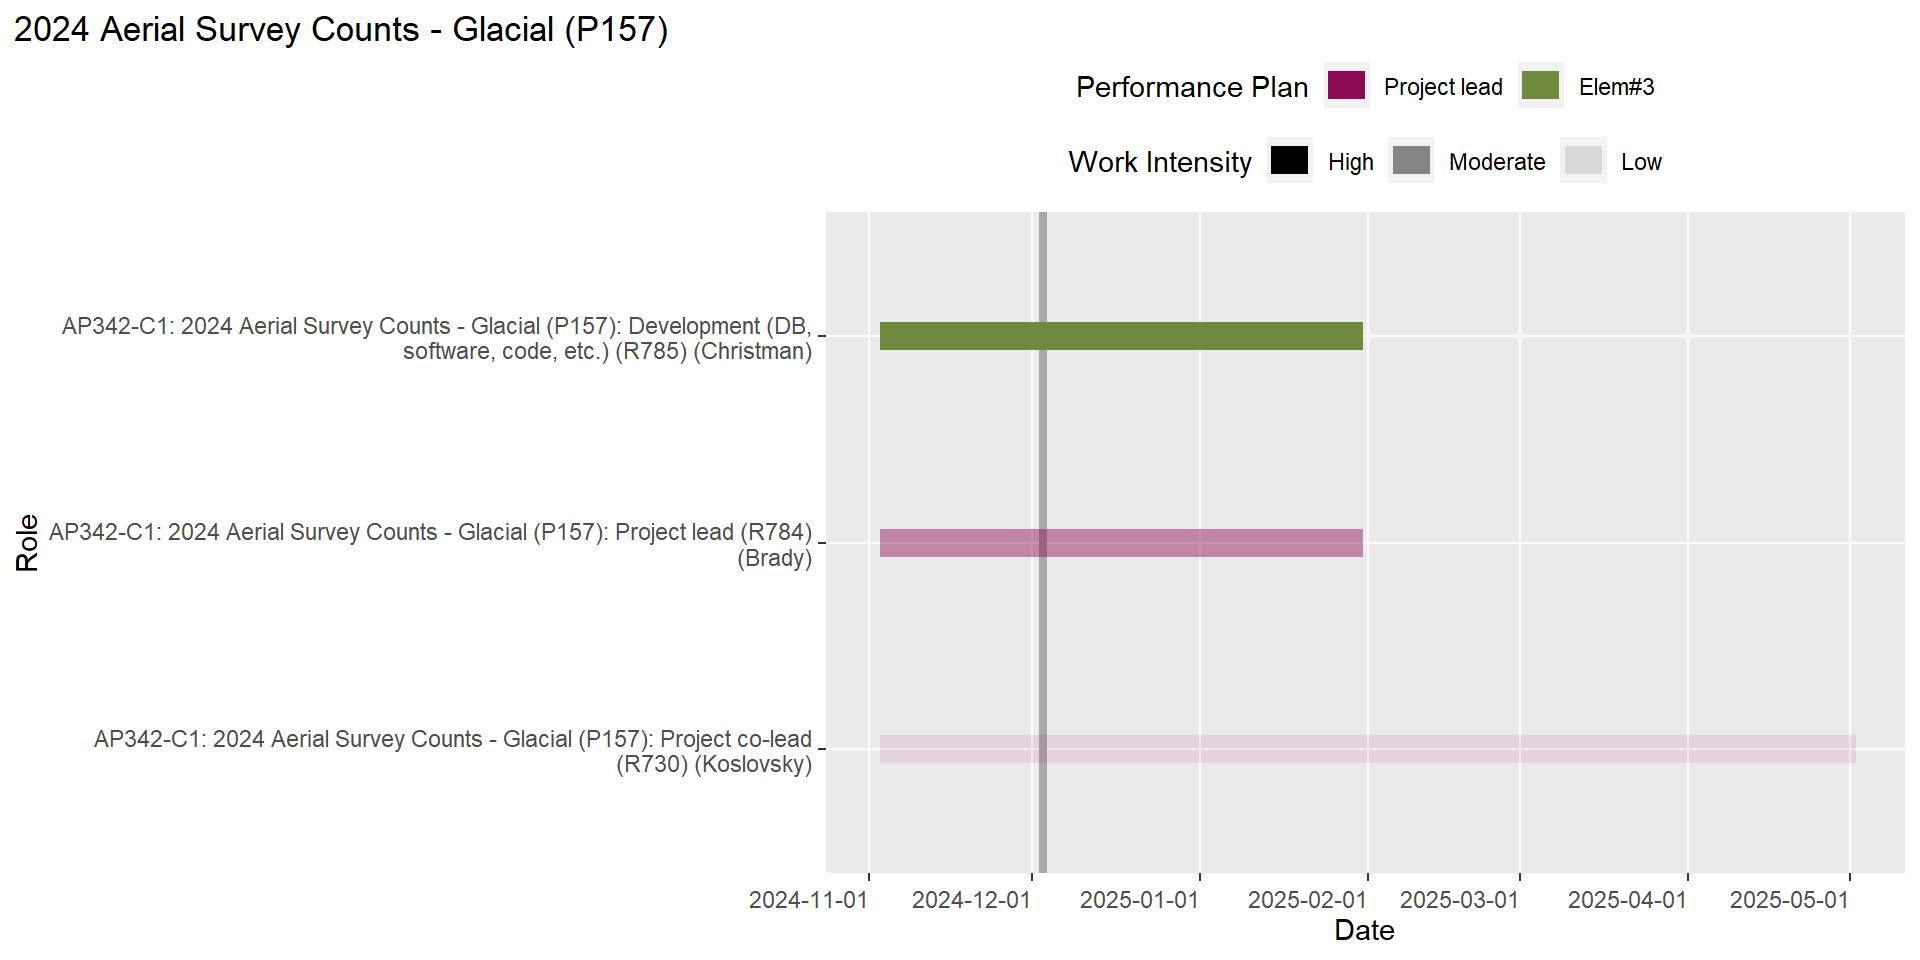 2024 Aerial Survey Counts - Glacial (P157)
Performance Plan Project lead Elem#3
Work Intensity High Moderate Low
AP342-C1: 2024 Aerial Survey Counts - Glacial (P157): Development (DB,
software, code, etc.) (R785) (Christman)
AP342-C1: 2024 Aerial Survey Counts - Glacial (P157): Project lead (R784)
(Brady)
AP342-C1: 2024 Aerial Survey Counts - Glacial (P157): Project co-lead
(R730) (Koslovsky)
Role
2024-11-01 2024-12-01 2025-01-01 2025-02-01 2025-03-01 2025-04-01 2025-05-01
Date